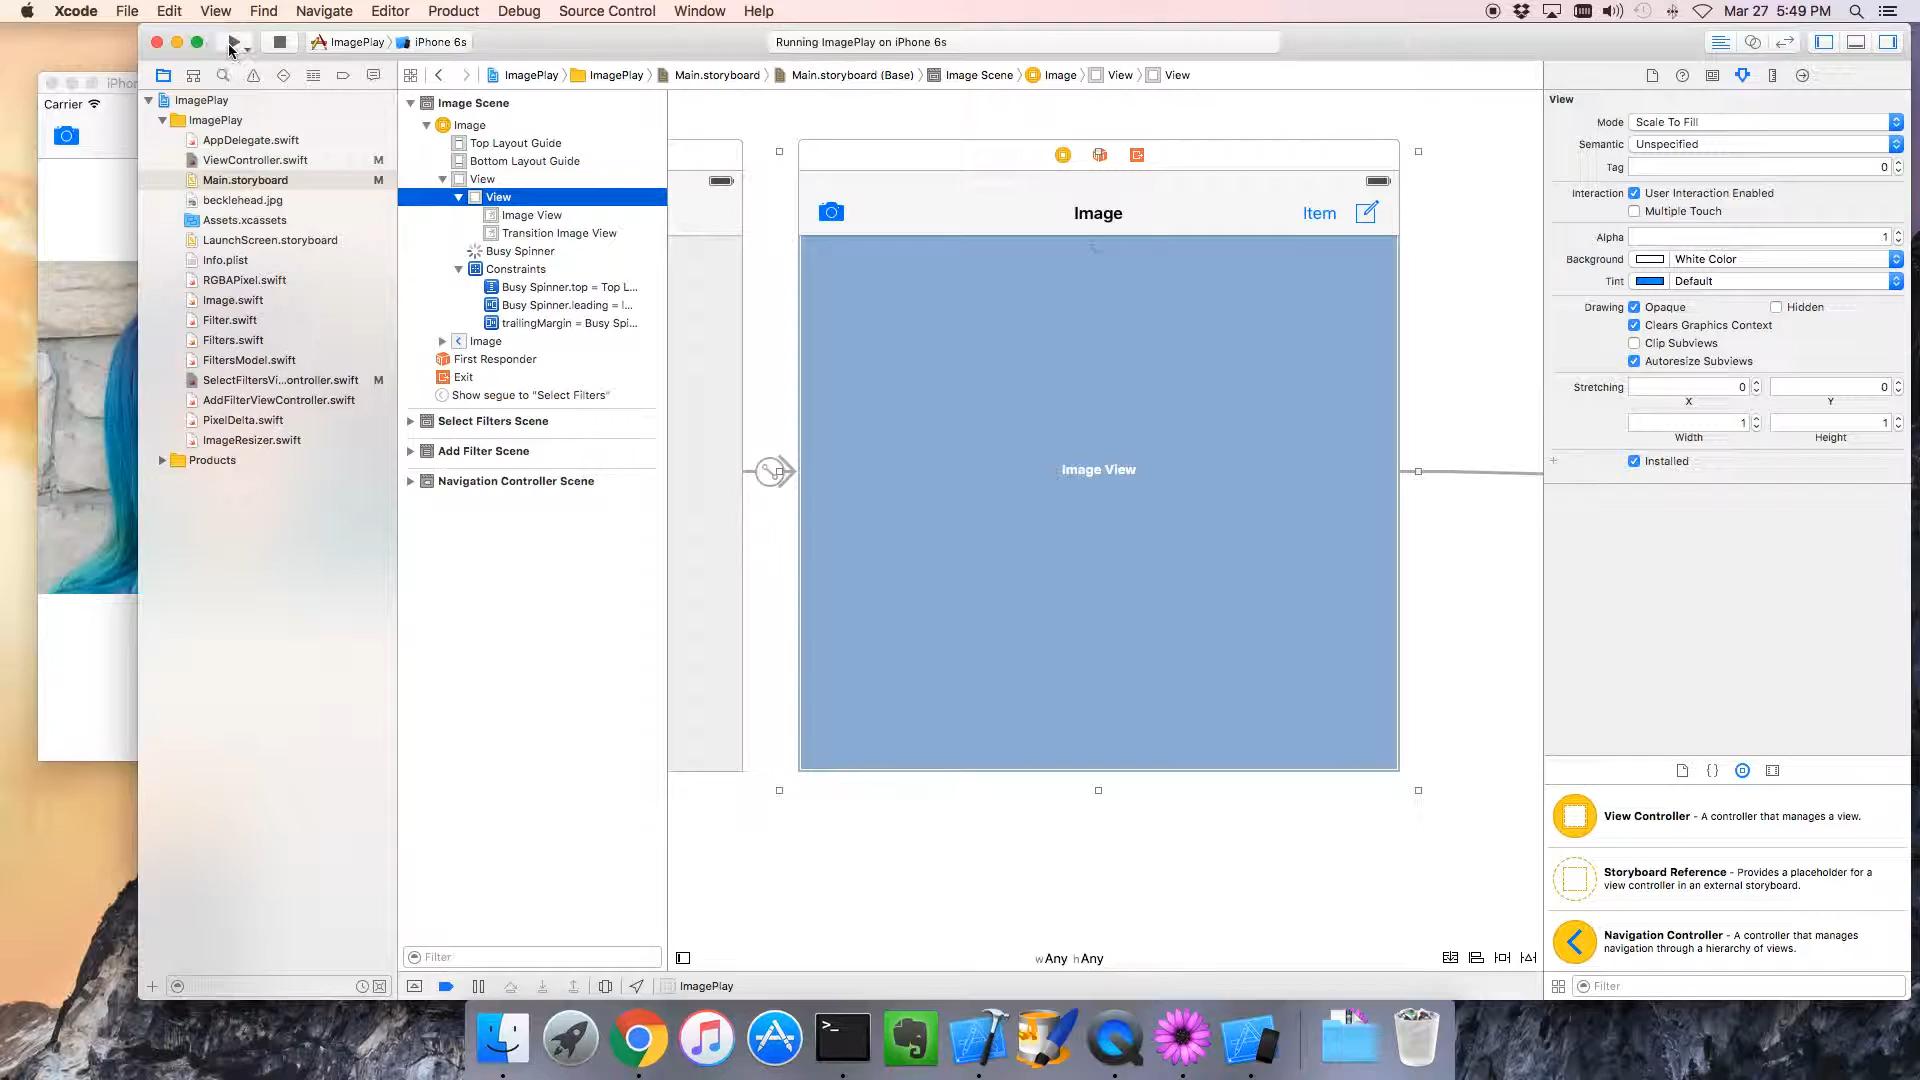 Xcode File Edit View Find Navigate Editor Product Debug Source Control Window Help
Mar 27 5:49 PM
ImagePlay iPhone 6s
Running ImagePlay on iPhone 6s
ImagePlay ImagePlay Main.storyboard Main.storyboard (Base) Image Scene Image View View
Carrier
ImagePlay
ImagePlay
AppDelegate.swift
ViewController.swift M
Main.storyboard M
becklehead.jpg
Assets.xcassets
LaunchScreen.storyboard
Info.plist
RGBAPixel.swift
Image.swift
Filter.swift
Filters.swift
FiltersModel.swift
SelectFiltersVi...ontroller.swift M
AddFilterViewController.swift
PixelDelta.swift
ImageResizer.swift
Products
Image Scene
Image
Top Layout Guide
Bottom Layout Guide
View
View
Image View
Transition Image View
Busy Spinner
Constraints
Busy Spinner.top = Top L...
Busy Spinner.leading = l...
trailingMargin = Busy Spi...
Image
First Responder
Exit
Show segue to "Select Filters"
Select Filters Scene
Add Filter Scene
Navigation Controller Scene
Filter
Image
Item
Image View
wAny hAny
ImagePlay
View
Mode Scale To Fill
Semantic Unspecified
Tag 0
Interaction User Interaction Enabled
Multiple Touch
Alpha 1
Background White Color
Tint Default
Drawing Opaque Hidden
Clears Graphics Context
Clip Subviews
Autoresize Subviews
Stretching 0 0
X Y
1 1
Width Height
Installed
View Controller - A controller that manages a view.
Storyboard Reference - Provides a placeholder for a
view controller in an external storyboard.
Navigation Controller - A controller that manages
navigation through a hierarchy of views.
Filter